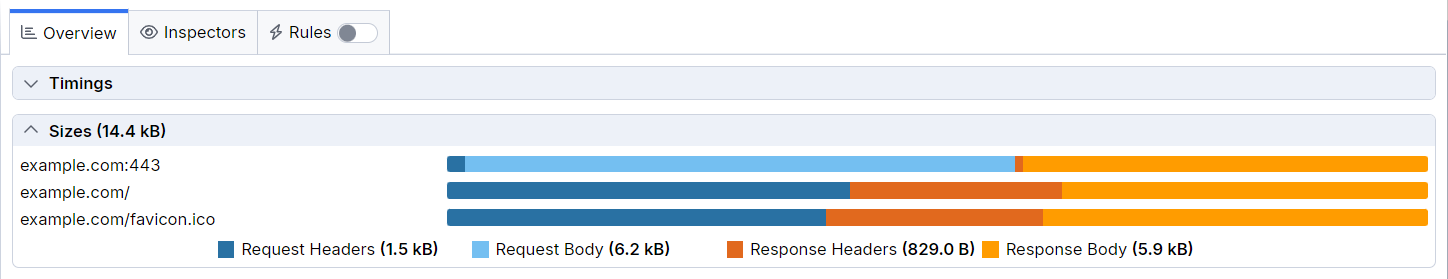 Overview Inspectors Rules
Timings
Sizes (14.4 kB)
example.com:443
example.com/
example.com/favicon.ico
Request Headers (1.5 kB) Request Body (6.2 kB) Response Headers (829.0 B) Response Body (5.9 kB)